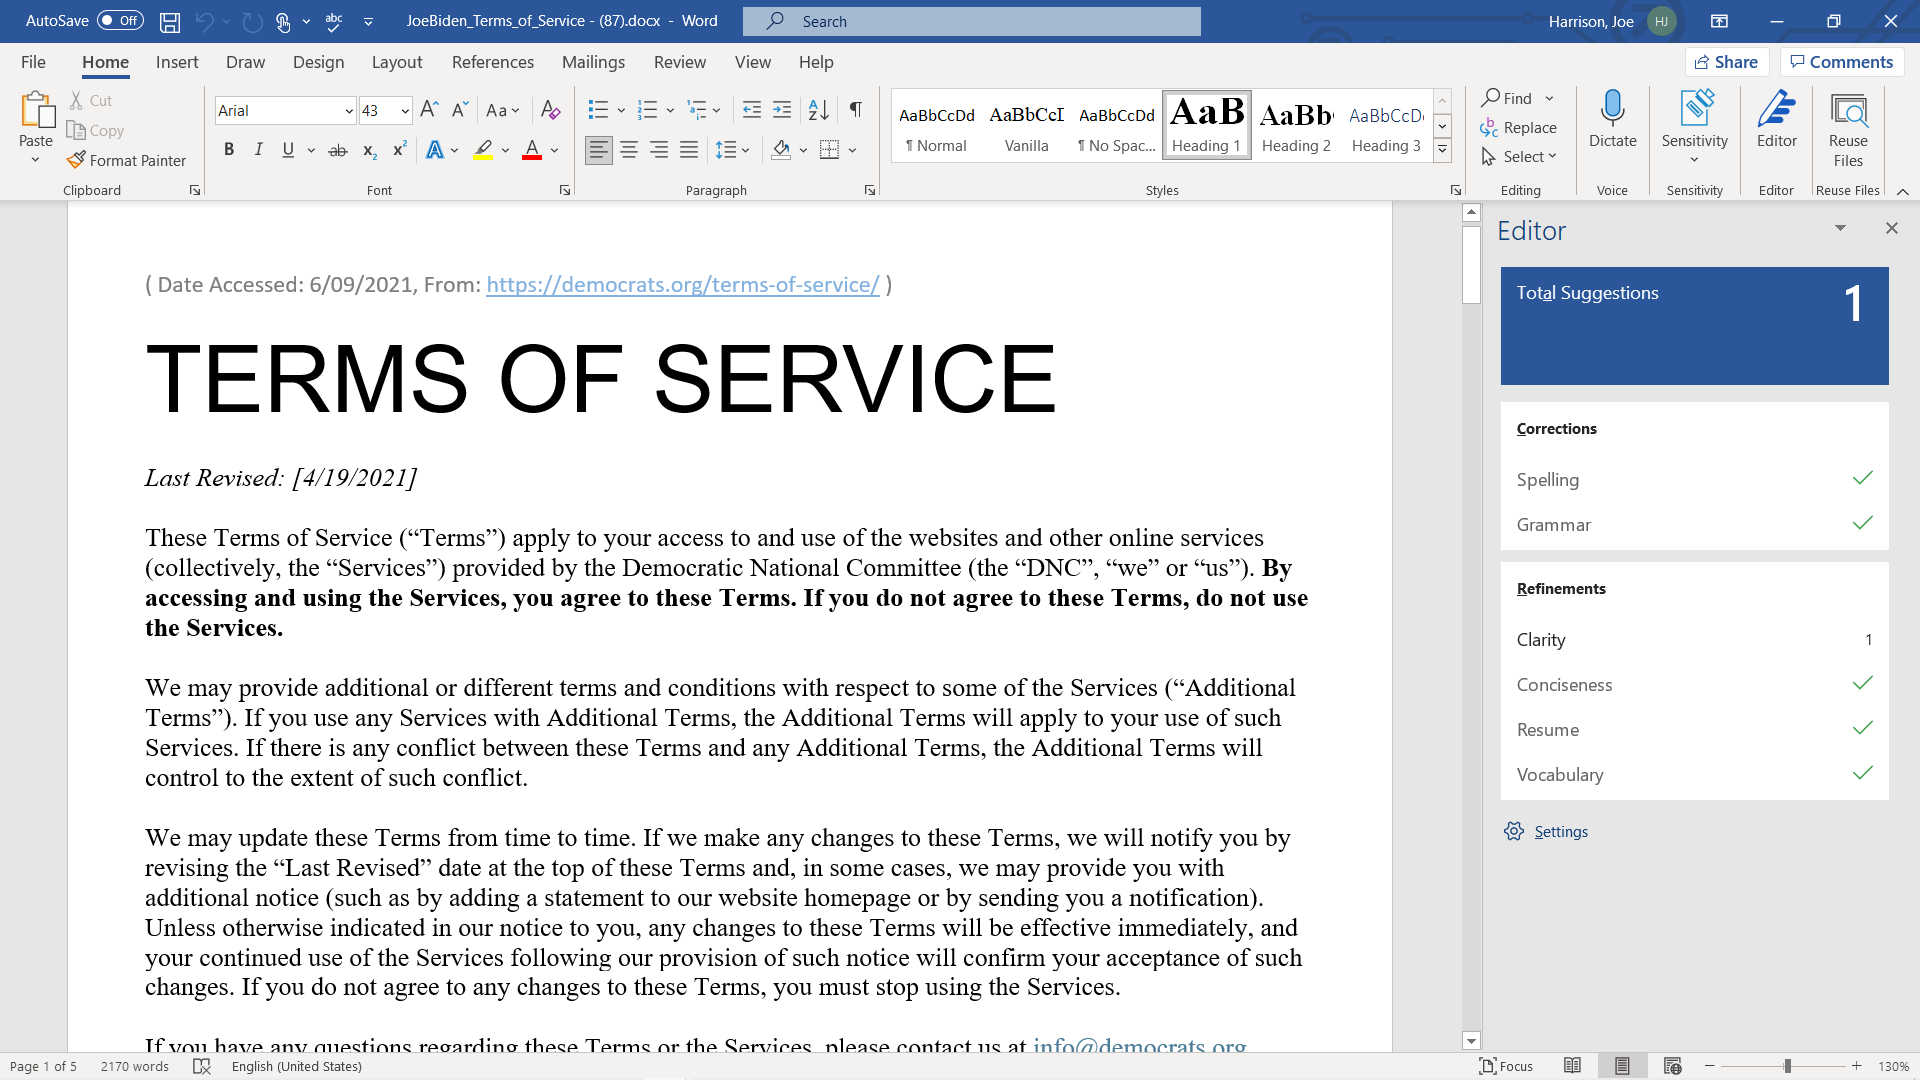 AutoSave Off JoeBiden_Terms_of_Service - (87).docx - Word Search Harrison, Joe HJ
File Home Insert Draw Design Layout References Mailings Review View Help Share Comments
Paste
Cut
Copy
Format Painter
Clipboard
Arial 43
Font
Paragraph
AaBbCcDd AaBbCcI AaBbCcDd AaB AaBb AaBbCcD
¶ Normal Vanilla ¶ No Spac... Heading 1 Heading 2 Heading 3
Styles
Find
Replace
Select
Editing
Dictate
Voice
Sensitivity
Sensitivity
Editor
Editor
Reuse
Files
Reuse Files
( Date Accessed: 6/09/2021, From: https://democrats.org/terms-of-service/ )
TERMS OF SERVICE
Last Revised: [4/19/2021]
These Terms of Service (“Terms”) apply to your access to and use of the websites and other online services
(collectively, the “Services”) provided by the Democratic National Committee (the “DNC”, “we” or “us”). By
accessing and using the Services, you agree to these Terms. If you do not agree to these Terms, do not use
the Services.
We may provide additional or different terms and conditions with respect to some of the Services (“Additional
Terms”). If you use any Services with Additional Terms, the Additional Terms will apply to your use of such
Services. If there is any conflict between these Terms and any Additional Terms, the Additional Terms will
control to the extent of such conflict.
We may update these Terms from time to time. If we make any changes to these Terms, we will notify you by
revising the “Last Revised” date at the top of these Terms and, in some cases, we may provide you with
additional notice (such as by adding a statement to our website homepage or by sending you a notification).
Unless otherwise indicated in our notice to you, any changes to these Terms will be effective immediately, and
your continued use of the Services following our provision of such notice will confirm your acceptance of such
changes. If you do not agree to any changes to these Terms, you must stop using the Services.
If you have any questions regarding these Terms or the Services, please contact us at info@democrats.org
Editor
Total Suggestions 1
Corrections
Spelling
Grammar
Refinements
Clarity 1
Conciseness
Resume
Vocabulary
Settings
Page 1 of 5 2170 words English (United States) Focus 130%